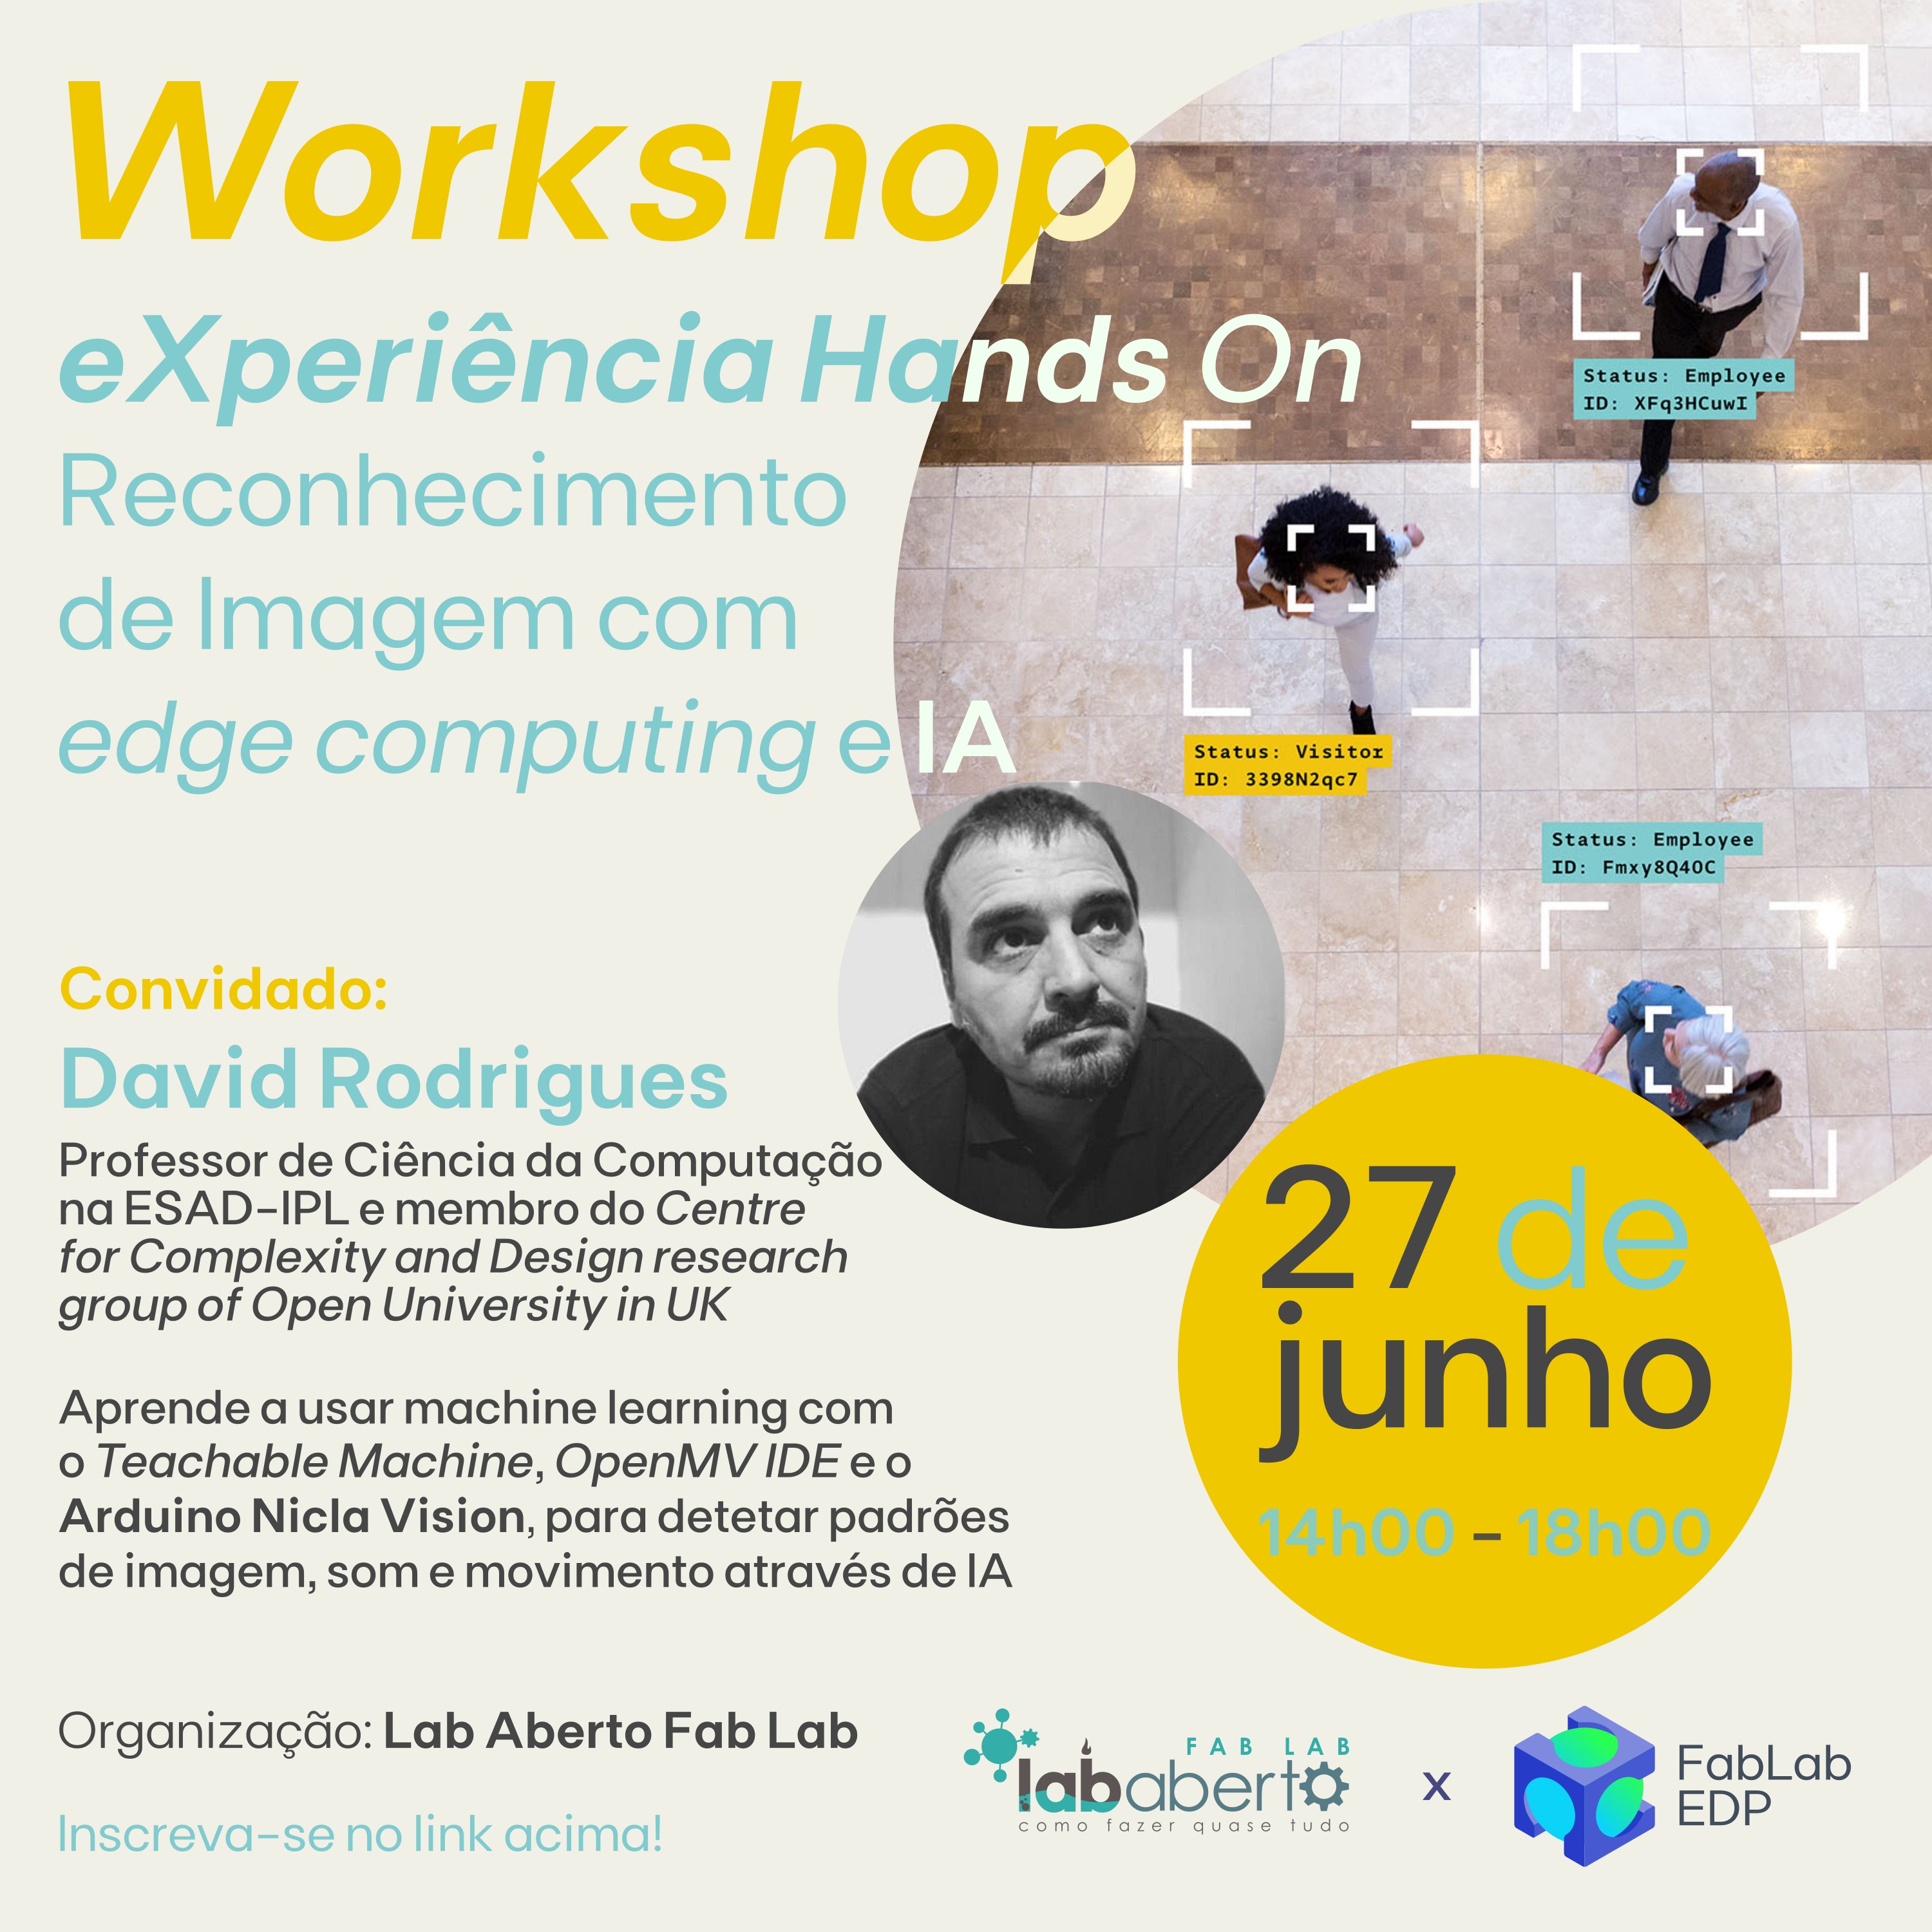 Workshop
eXperiência Hands On
Reconhecimento
de Imagem com
edge computing e IA
Status: Employee
ID: XFq3HCuwI
Status: Visitor
ID: 3398N2qc7
Status: Employee
ID: Fmxy8Q4OC
Convidado:
David Rodrigues
Professor de Ciência da Computação
na ESAD-IPL e membro do Centre
for Complexity and Design research
group of Open University in UK
Aprende a usar machine learning com
o Teachable Machine, OpenMV IDE e o
Arduino Nicla Vision, para detetar padrões
de imagem, som e movimento através de IA
27 de
junho
14h00 - 18h00
Organização: Lab Aberto Fab Lab
Inscreva-se no link acima!
FAB LAB
lababerto
como fazer quase tudo
x
FabLab
EDP